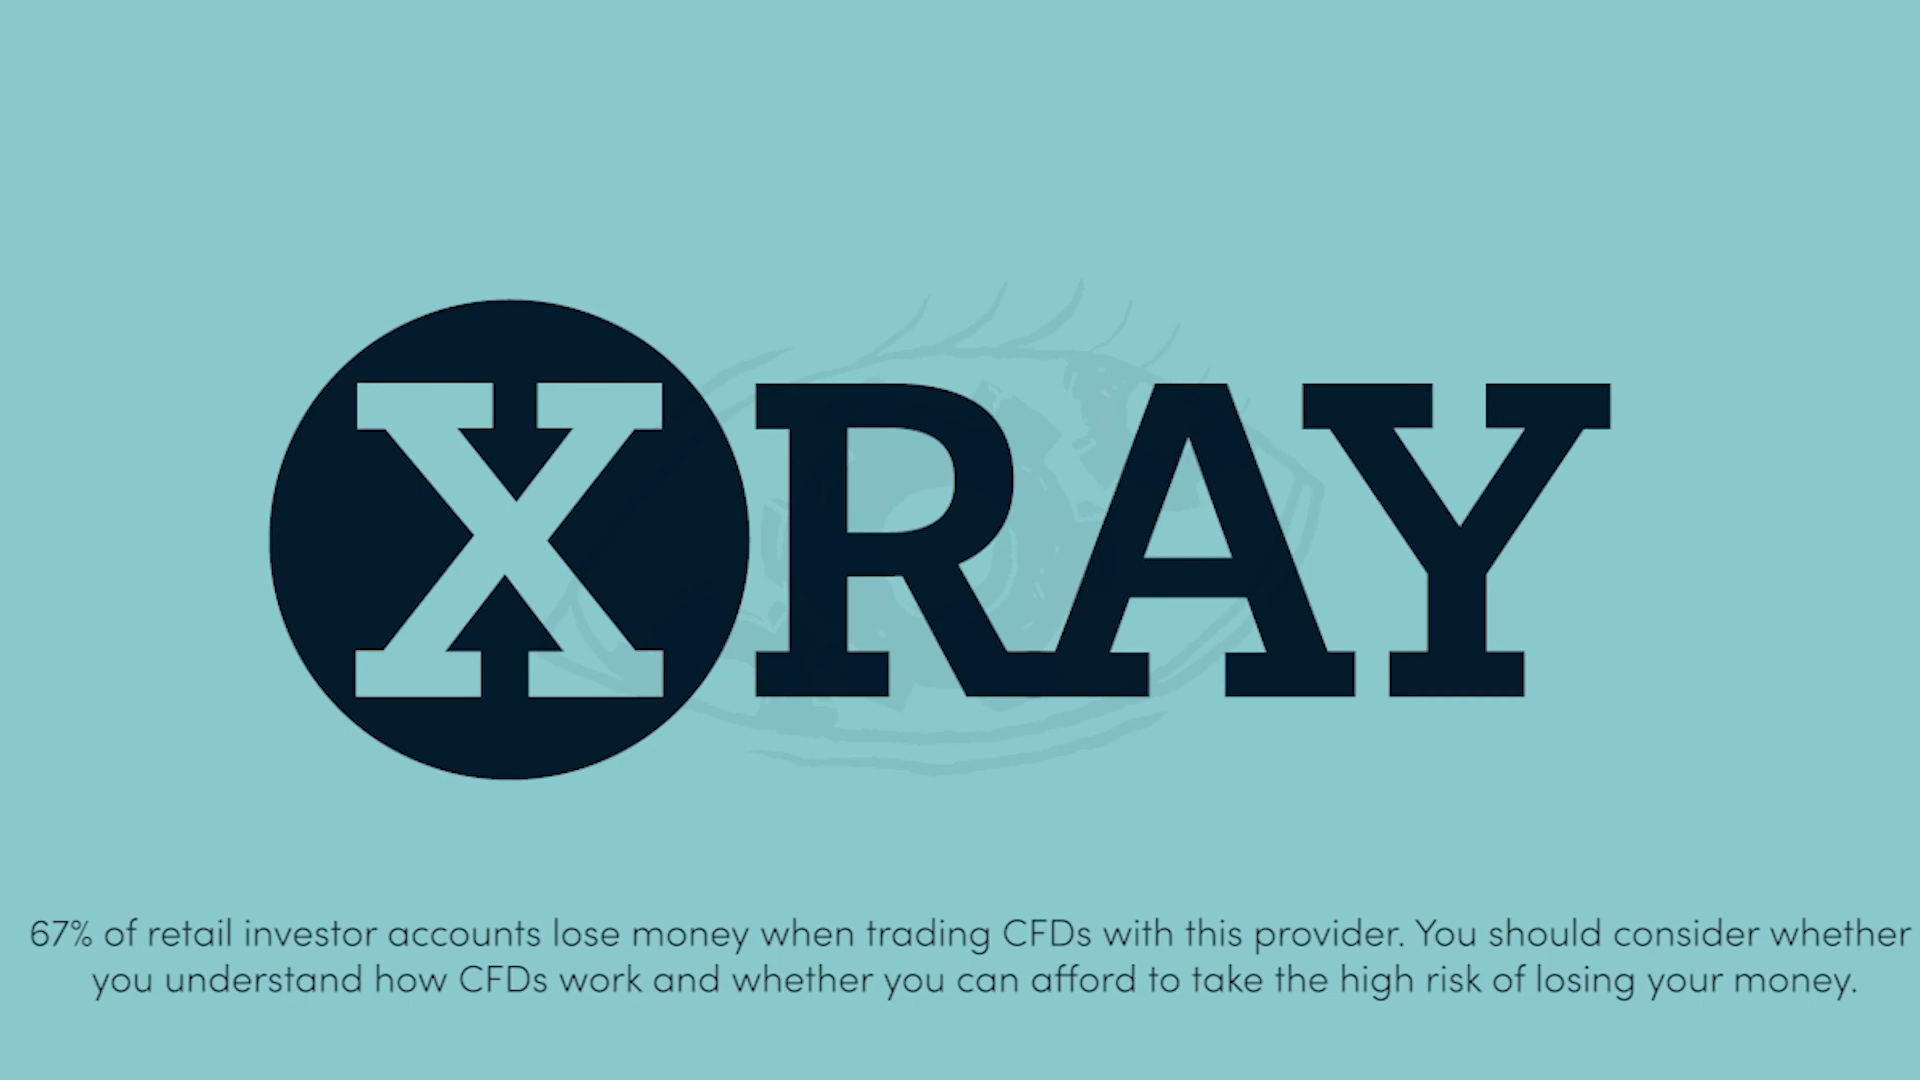 XRAY
67% of retail investor accounts lose money when trading CFDs with this provider. You should consider whether
you understand how CFDs work and whether you can afford to take the high risk of losing your money.